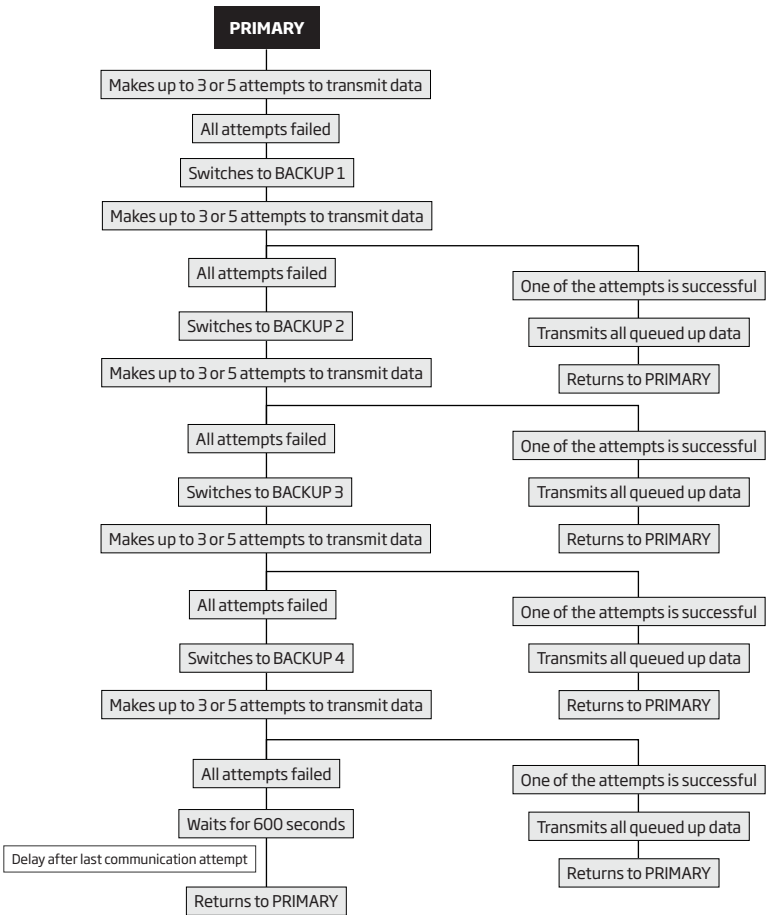 PRIMARY
Makes up to 3 or 5 attempts to transmit data
All attempts failed
Switches to BACKUP 1
Makes up to 3 or 5 attempts to transmit data
All attempts failed
One of the attempts is successful
Switches to BACKUP 2
Transmits all queued up data
Makes up to 3 or 5 attempts to transmit data
Returns to PRIMARY
All attempts failed
One of the attempts is successful
Switches to BACKUP 3
Transmits all queued up data
Makes up to 3 or 5 attempts to transmit data
Returns to PRIMARY
All attempts failed
One of the attempts is successful
Switches to BACKUP 4
Transmits all queued up data
Makes up to 3 or 5 attempts to transmit data
Returns to PRIMARY
All attempts failed
One of the attempts is successful
Waits for 600 seconds
Transmits all queued up data
Delay after last communication attempt
Returns to PRIMARY
Returns to PRIMARY